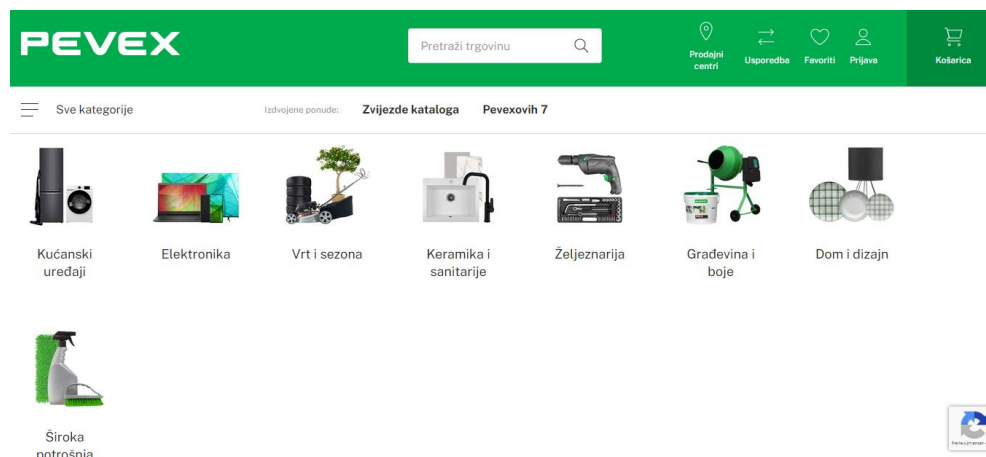 PEVEX
Pretraži trgovinu
Prodajni
centri
Usporedba
Favoriti
Prijava
Košarica
Sve kategorije
Izdvojene ponude:
Zvijezde kataloga
Pevexovih 7
Kućanski
uređaji
Elektronika
Vrt i sezona
Keramika i
sanitarije
Željeznarija
Građevina i
boje
Dom i dizajn
Široka
potrošnja